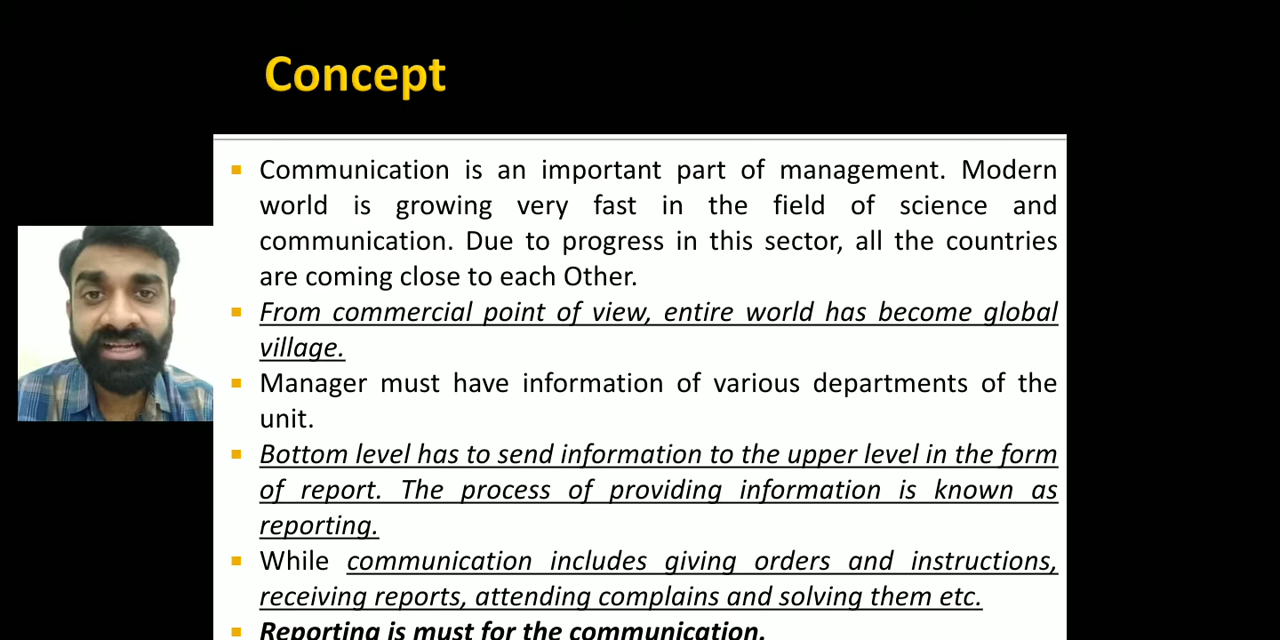 Concept
Communication is an important part of management. Modern
world is growing very fast in the field of science and
communication. Due to progress in this sector, all the countries
are coming close to each Other.
From commercial point of view, entire world has become global
village.
Manager must have information of various departments of the
unit.
Bottom level has to send information to the upper level in the form
of report. The process of providing information is known as
reporting.
While communication includes giving orders and instructions,
receiving reports, attending complains and solving them etc.
Reporting is must for the communication.